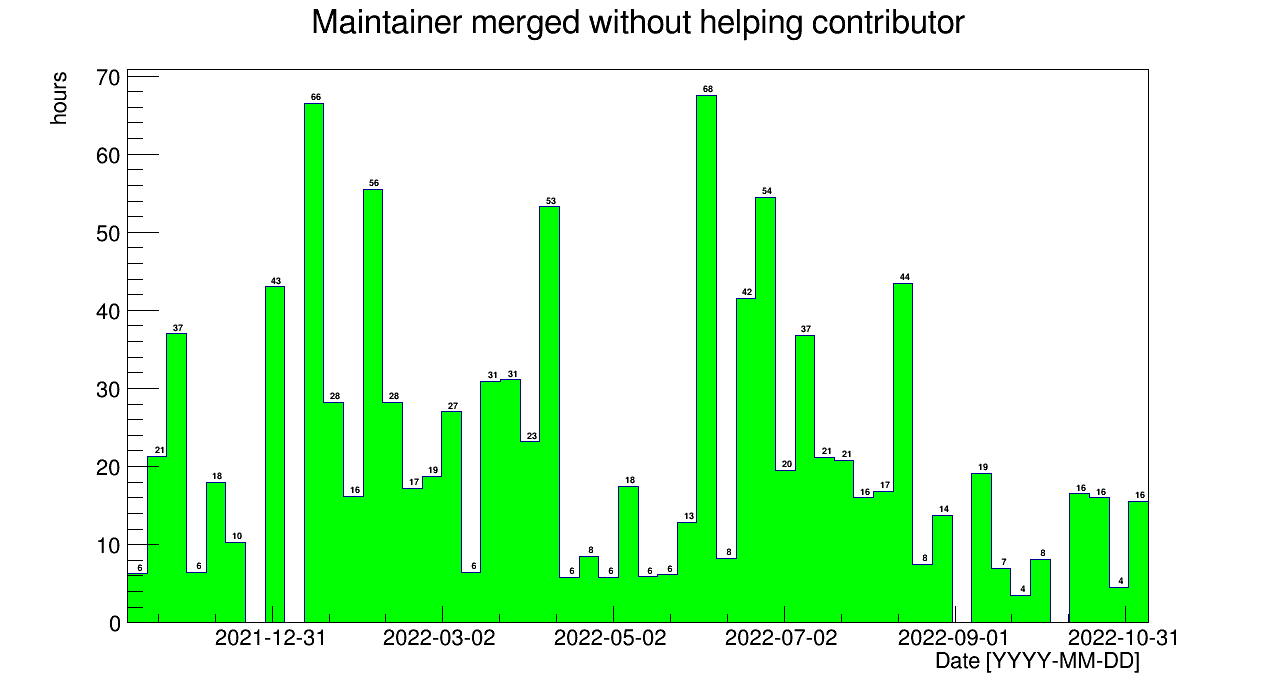 Maintainer merged without helping contributor
hours
70
60
50
40
30
20
10
0
6 21 37 6 18 10 43 66 28 16 56 28 17 19 27 6 31 31 23 53 6 8 6 18 6 6 13 68 8 42 54 20 37 21 21 16 17 44 8 14 19 7 4 8 16 16 4 16
2021-12-31 2022-03-02 2022-05-02 2022-07-02 2022-09-01 2022-10-31
Date [YYYY-MM-DD]